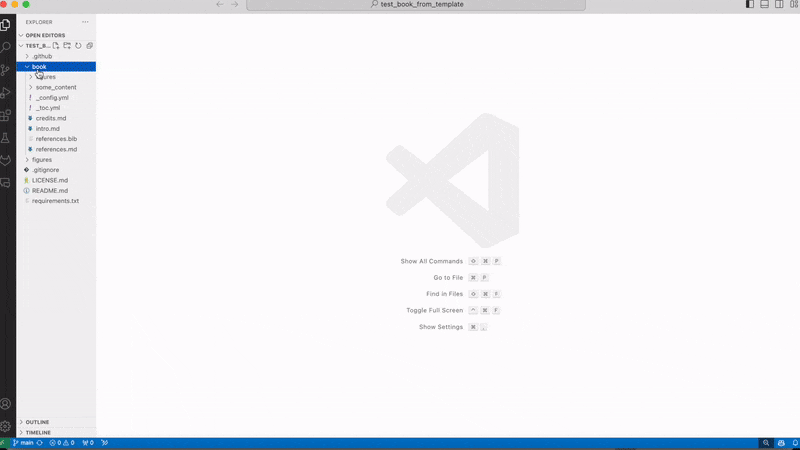 test_book_from_template
EXPLORER
OPEN EDITORS
TEST_B...
.github
book
figures
some_content
_config.yml
_toc.yml
credits.md
intro.md
references.bib
references.md
figures
.gitignore
LICENSE.md
README.md
requirements.txt
Show All Commands ⇧ ⌘ P
Go to File ⌘ P
Find in Files ⇧ ⌘ F
Toggle Full Screen ^ ⌘ F
Show Settings ⌘ ,
OUTLINE
TIMELINE
main 0 0 0